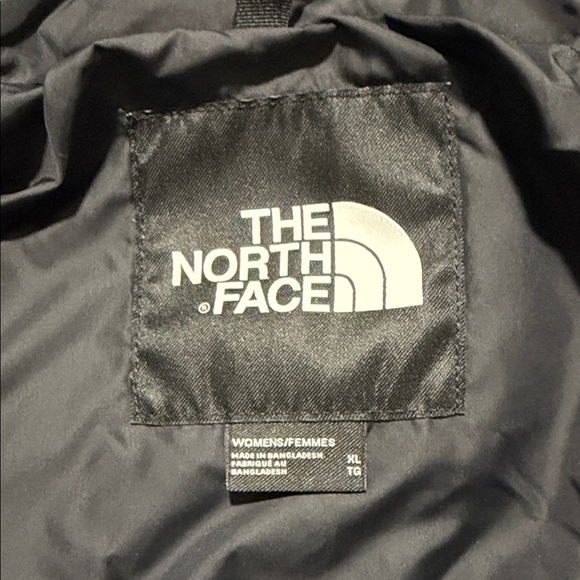 THE
NORTH
® FACE
WOMENS/FEMMES
MADE IN BANGLADESH
FABRIQUÉ AU
BANGLADESH
XL
TG